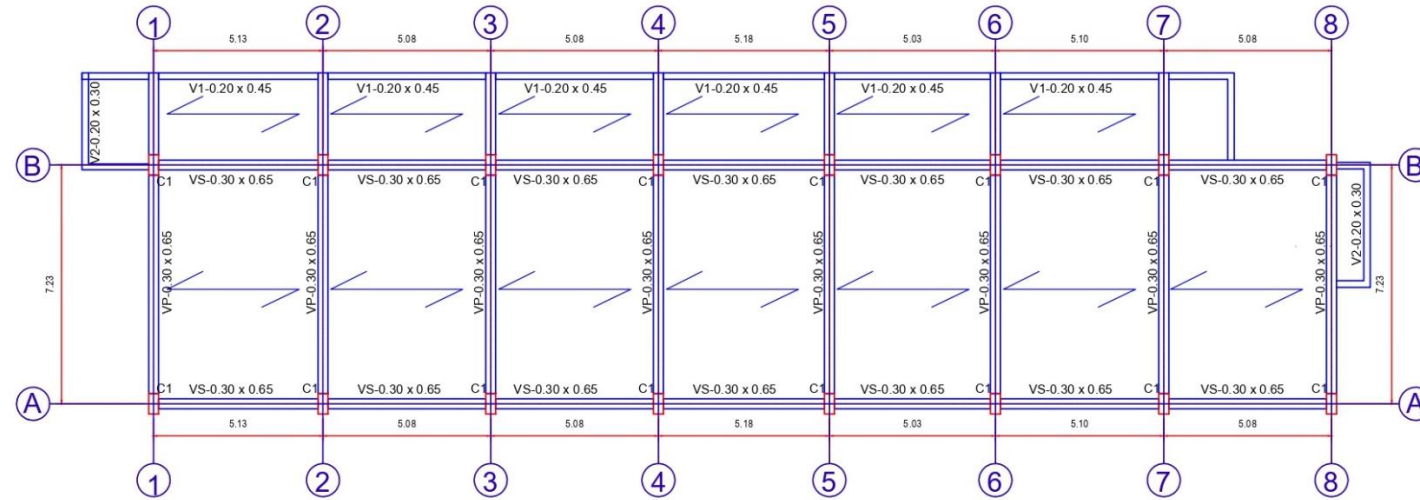 1 2 3 4 5 6 7 8
5.13 5.08 5.08 5.18 5.03 5.10 5.08
V2-0.20 x 0.30
V1-0.20 x 0.45 V1-0.20 x 0.45 V1-0.20 x 0.45 V1-0.20 x 0.45 V1-0.20 x 0.45 V1-0.20 x 0.45
B B
C1 VS-0.30 x 0.65 C1 VS-0.30 x 0.65 C1 VS-0.30 x 0.65 C1 VS-0.30 x 0.65 C1 VS-0.30 x 0.65 C1 VS-0.30 x 0.65 C1 VS-0.30 x 0.65 C1
7.23
VP-0.30 x 0.65 VP-0.30 x 0.65 VP-0.30 x 0.65 VP-0.30 x 0.65 VP-0.30 x 0.65 VP-0.30 x 0.65 VP-0.30 x 0.65 VP-0.30 x 0.65
V2-0.20 x 0.30
7.23
C1 VS-0.30 x 0.65 C1 VS-0.30 x 0.65 C1 VS-0.30 x 0.65 C1 VS-0.30 x 0.65 C1 VS-0.30 x 0.65 C1 VS-0.30 x 0.65 C1 VS-0.30 x 0.65 C1
A A
5.13 5.08 5.08 5.18 5.03 5.10 5.08
1 2 3 4 5 6 7 8